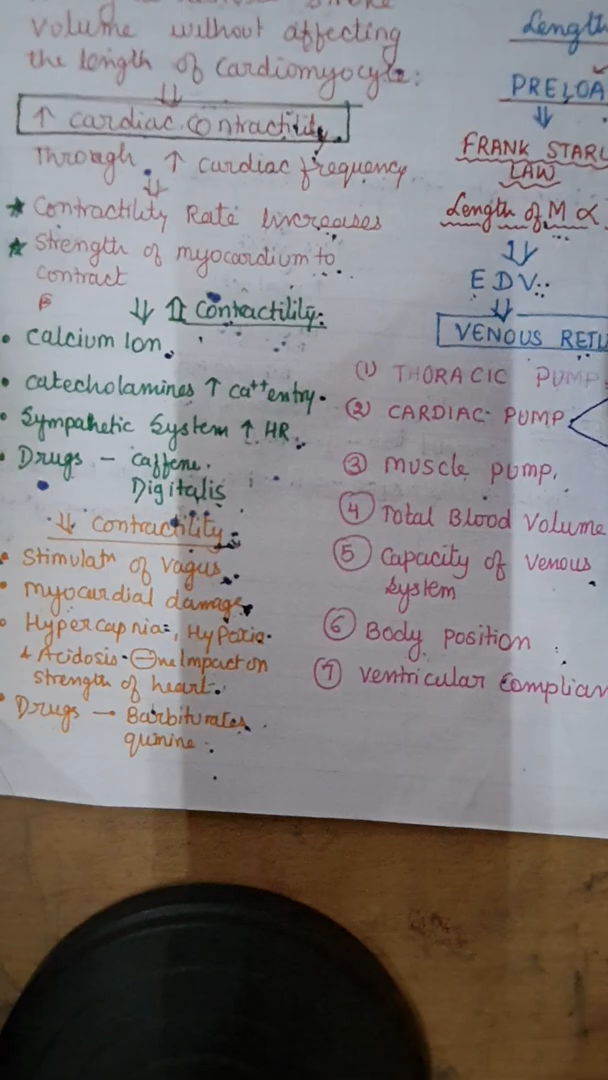 volume without affecting
the length of Cardiomyocyte:
↑ cardiac contractility
Through ↑ cardiac frequency
★ Contractility Rate Increases
★ Strength of myocardium to
contract
B
⇓ ⇑ Contractility:
• Calcium Ion
• catecholamines ↑ Ca++ entry.
• Sympathetic System ↑ HR
• Drugs - caffene.
Digitalis
↓ Contractility
• Stimulatn of Vagus
• Myocardial damage
• Hypercapnia, Hypoxia.
& Acidosis. ⊖ne Impact on
strength of heart.
• Drugs → Barbiturates
quinine
Length
PRELOA
⇓
FRANK STARL
LAW
Length of M ∝
⇓
EDV
⇓
VENOUS RETU
(1) THORACIC PUMP
(2) CARDIAC PUMP
(3) Muscle pump.
(4) Total Blood Volume
(5) Capacity of Venous
System
(6) Body position
(7) Ventricular Complian